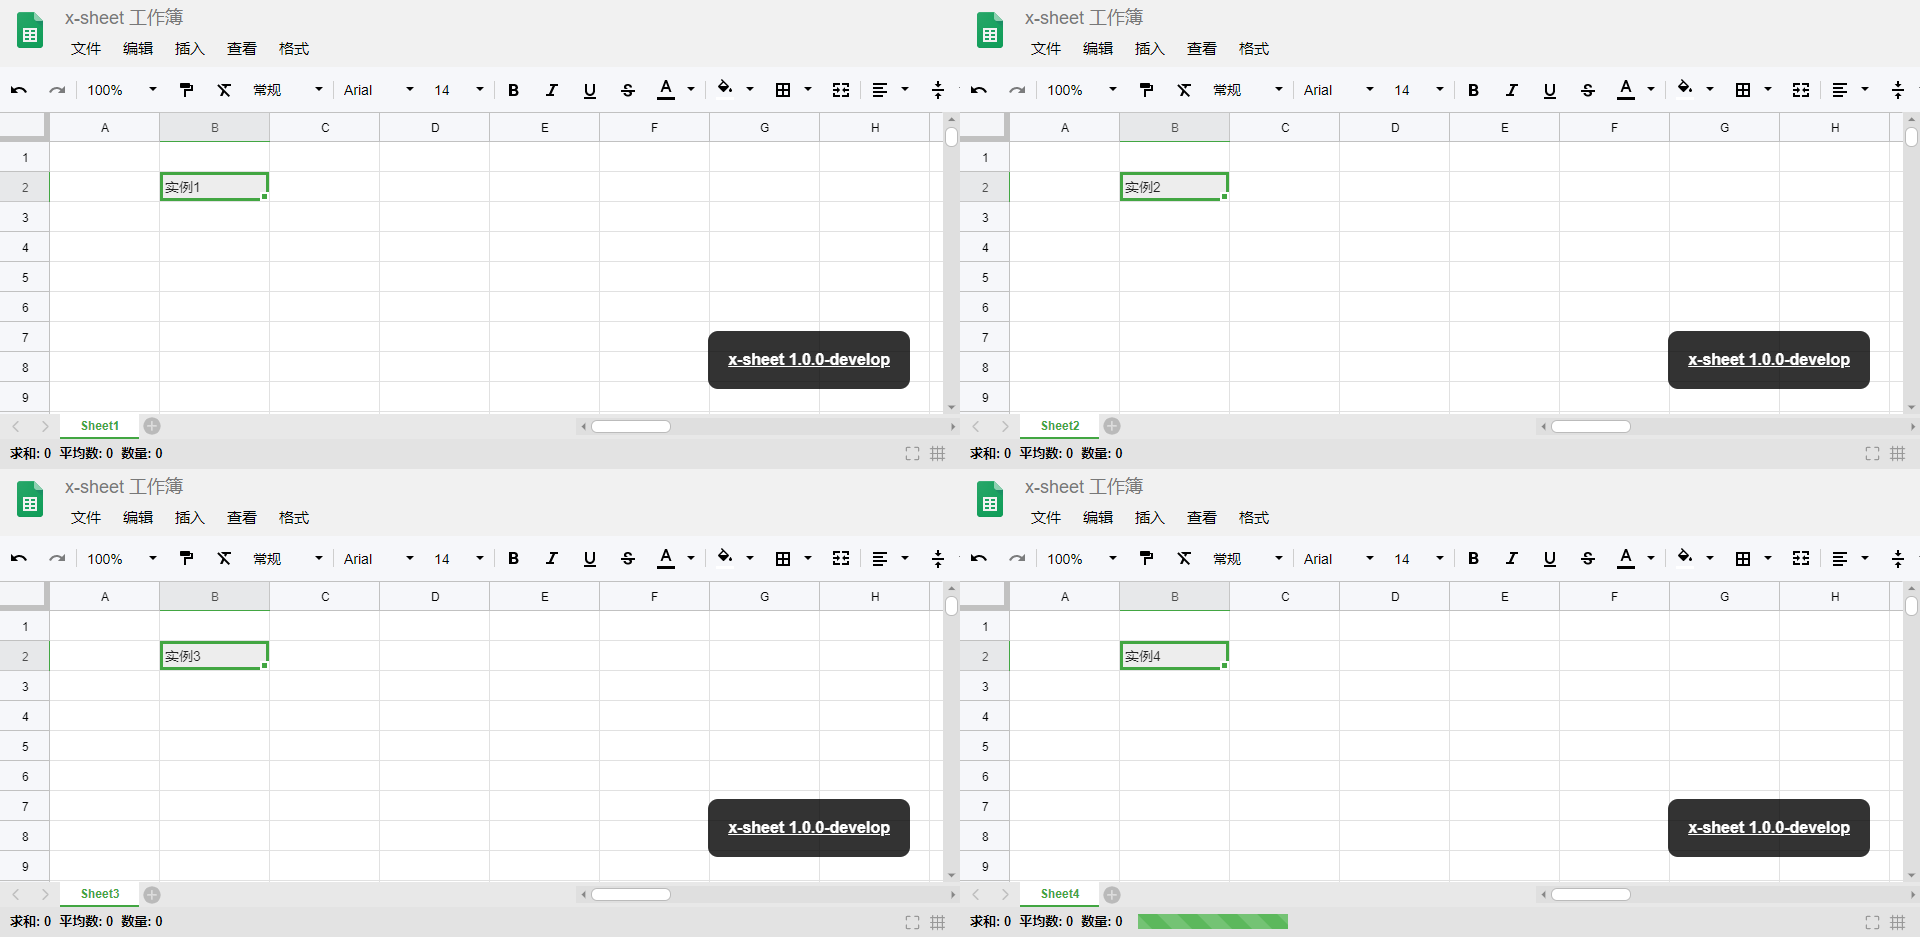 x-sheet 工作簿
文件 编辑 插入 查看 格式
100% 常规 Arial 14 B I U S A
A B C D E F G H
1
2 实例1
3
4
5
6
7
x-sheet 1.0.0-develop
8
9
Sheet1
求和: 0 平均数: 0 数量: 0
x-sheet 工作簿
文件 编辑 插入 查看 格式
100% 常规 Arial 14 B I U S A
A B C D E F G H
1
2 实例2
3
4
5
6
7
x-sheet 1.0.0-develop
8
9
Sheet2
求和: 0 平均数: 0 数量: 0
x-sheet 工作簿
文件 编辑 插入 查看 格式
100% 常规 Arial 14 B I U S A
A B C D E F G H
1
2 实例3
3
4
5
6
7
x-sheet 1.0.0-develop
8
9
Sheet3
求和: 0 平均数: 0 数量: 0
x-sheet 工作簿
文件 编辑 插入 查看 格式
100% 常规 Arial 14 B I U S A
A B C D E F G H
1
2 实例4
3
4
5
6
7
x-sheet 1.0.0-develop
8
9
Sheet4
求和: 0 平均数: 0 数量: 0